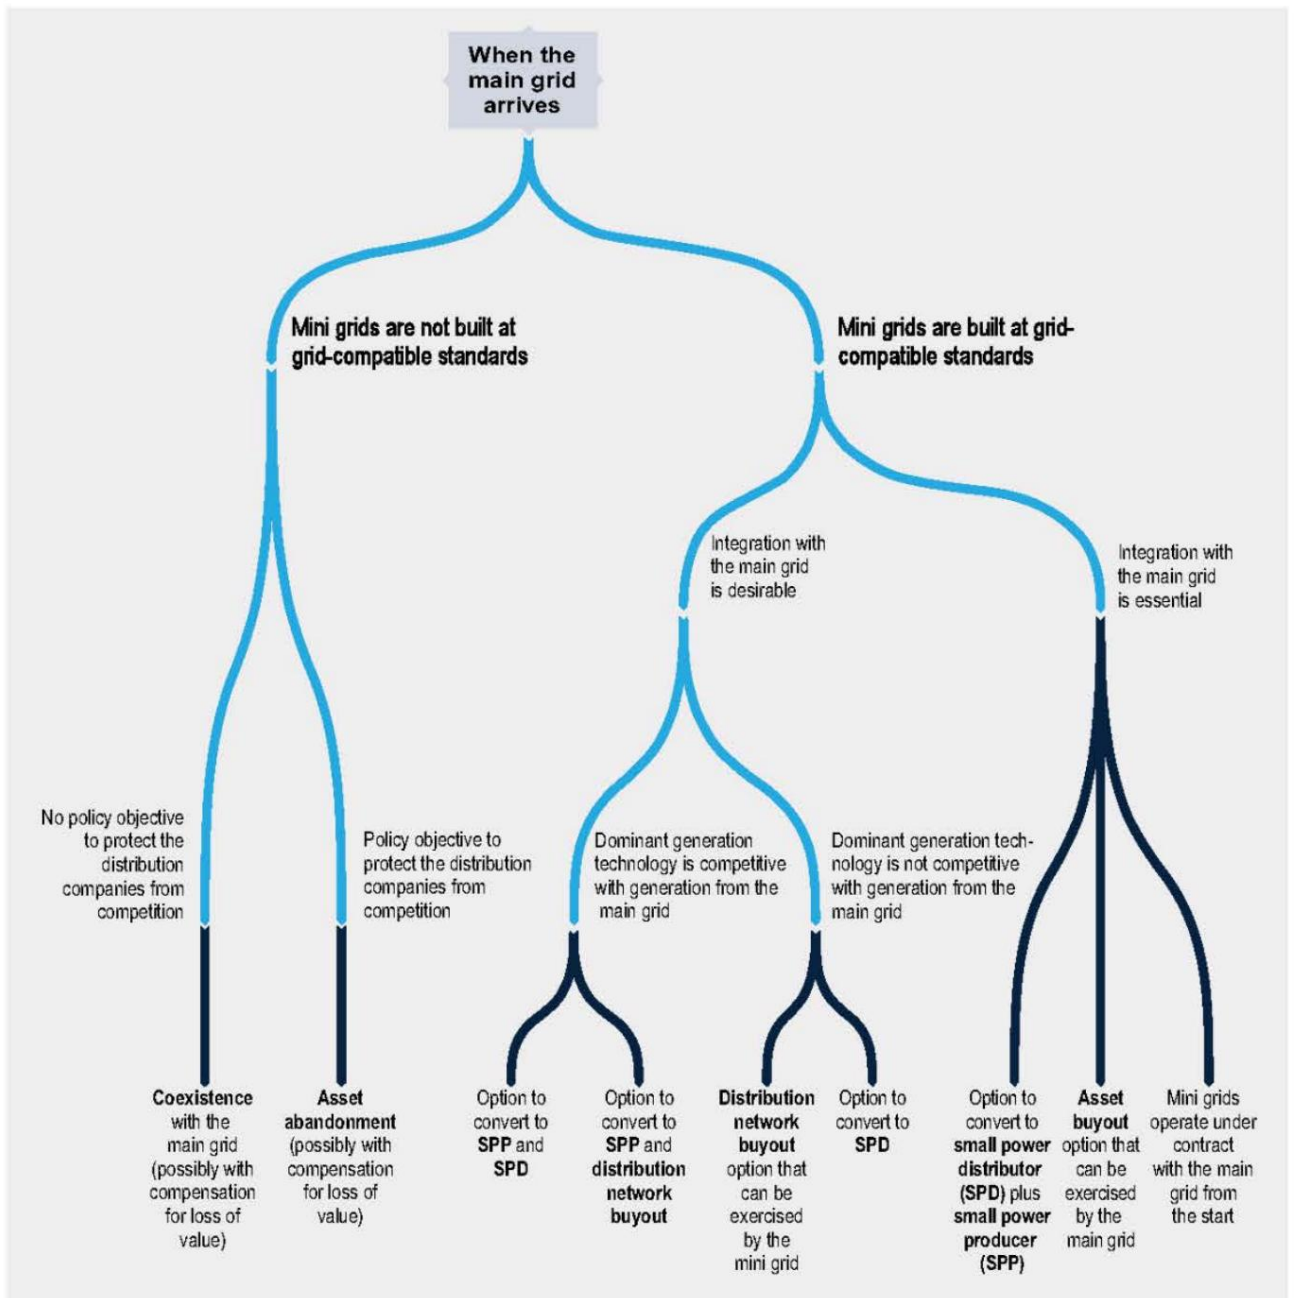 When the
main grid
arrives
Mini grids are not built at
grid-compatible standards
Mini grids are built at grid-
compatible standards
Integration with
the main grid
is desirable
Integration with
the main grid
is essential
No policy objective
to protect the
distribution
companies from
competition
Policy objective to
protect the distribution
companies from
competition
Dominant generation
technology is competitive
with generation from the
main grid
Dominant generation tech-
nology is not competitive
with generation from the
main grid
Coexistence
with the
main grid
(possibly with
compensation
for loss of
value)
Asset
abandonment
(possibly with
compensation
for loss of
value)
Option to
convert to
SPP and
SPD
Option to
convert to
SPP and
distribution
network
buyout
Distribution
network
buyout
option that
can be
exercised
by the
mini grid
Option to
convert to
SPD
Option to
convert to
small power
distributor
(SPD) plus
small power
producer
(SPP)
Asset
buyout
option that
can be
exercised
by the
main grid
Mini grids
operate under
contract
with the main
grid from
the start